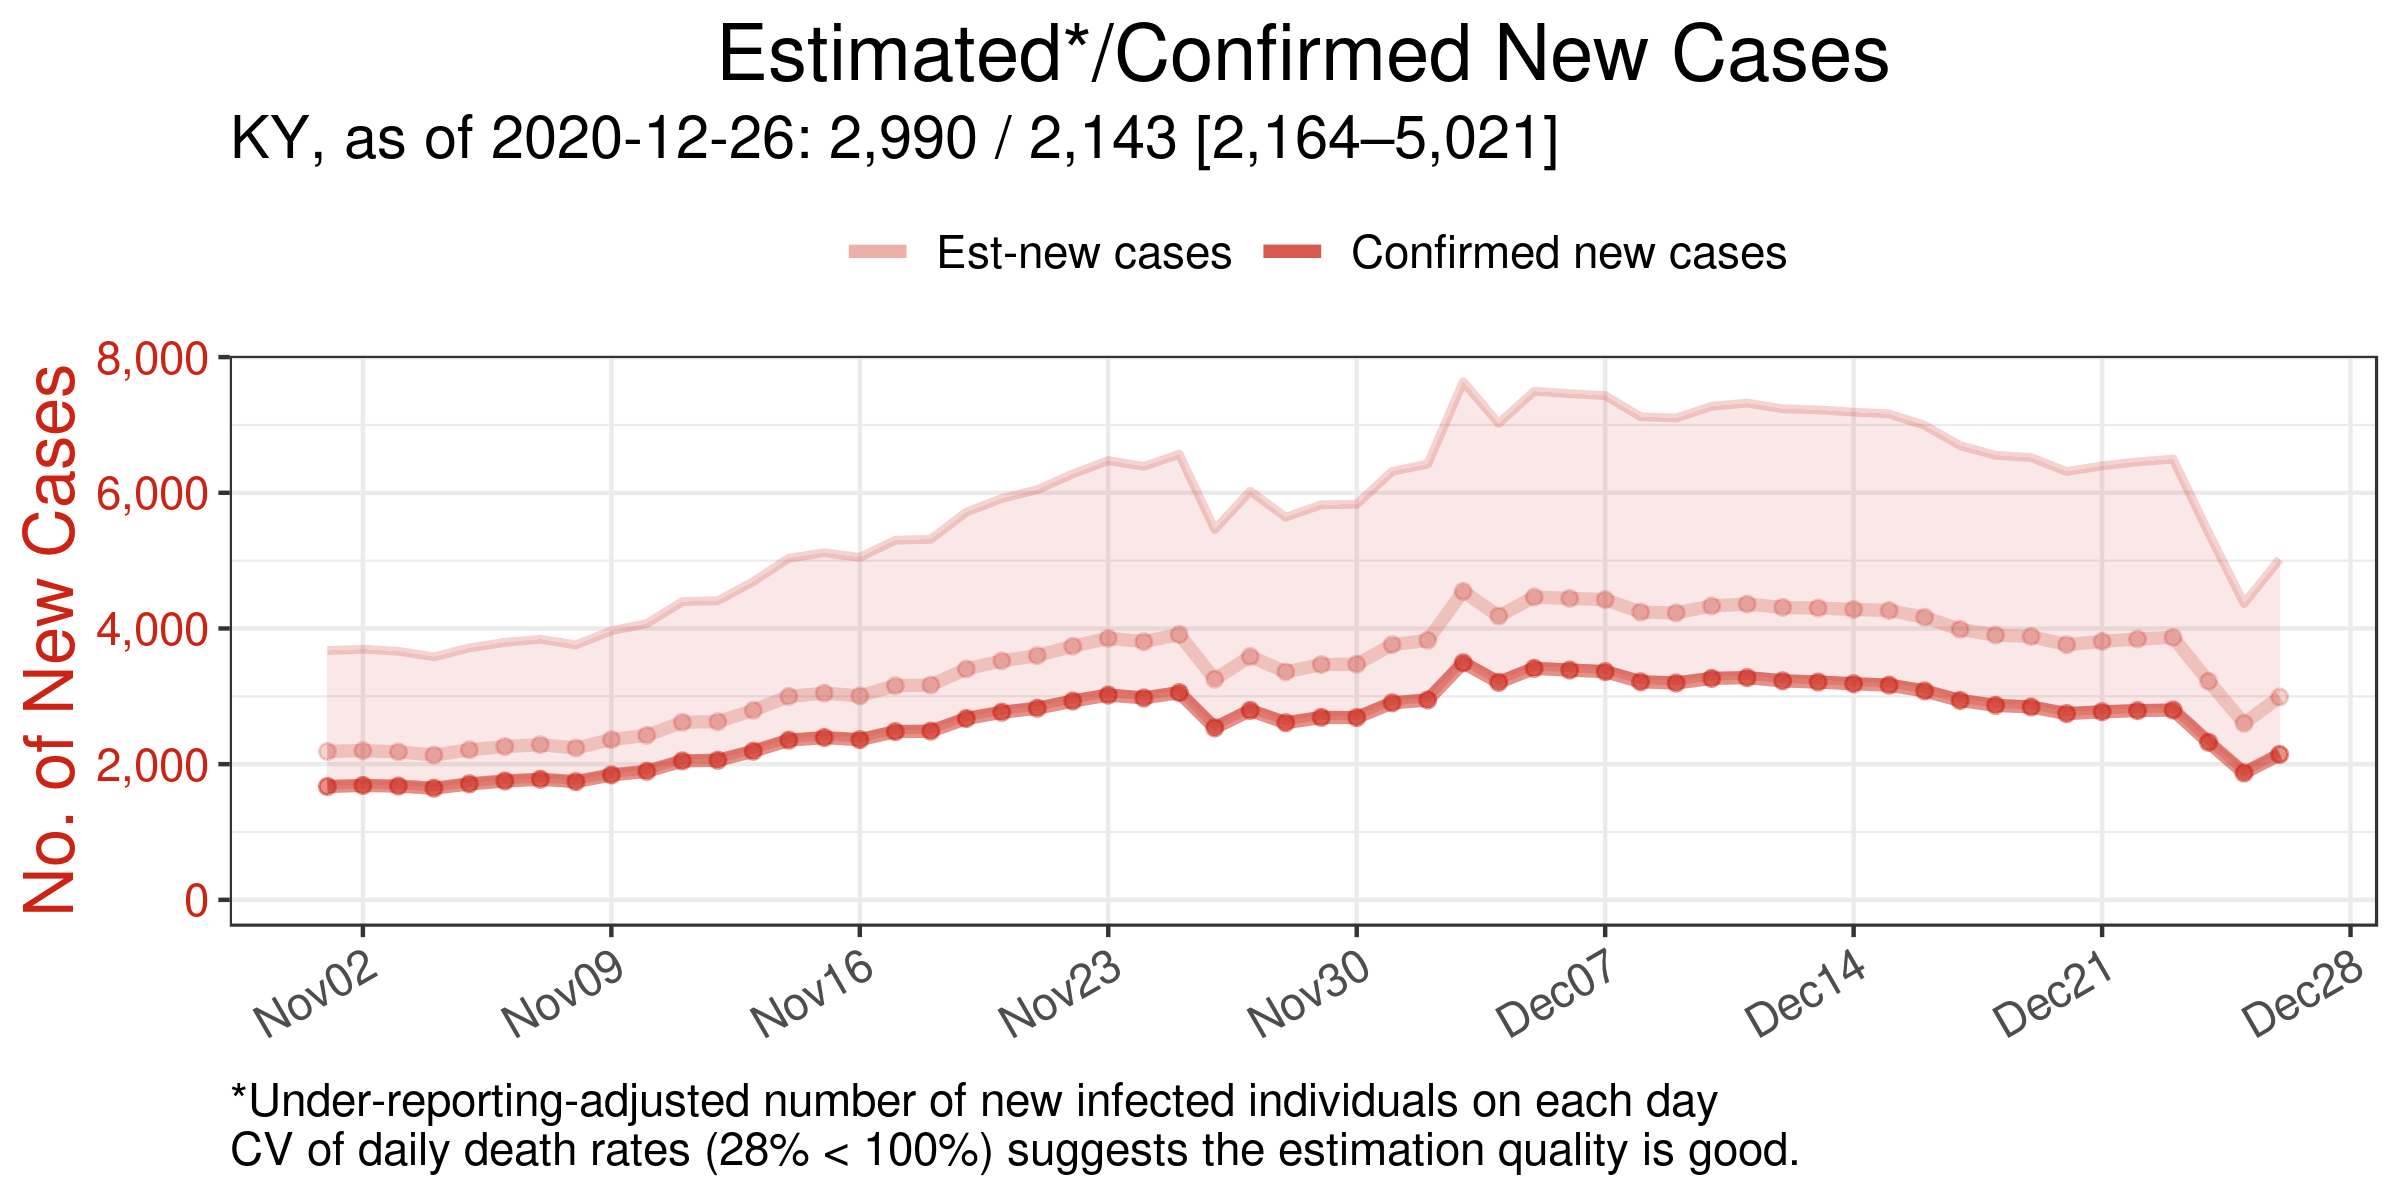 Estimated*/Confirmed New Cases
KY, as of 2020-12-26: 2,990 / 2,143 [2,164–5,021]
Est-new cases
Confirmed new cases
No. of New Cases
8,000
6,000
4,000
2,000
0
Nov02
Nov09
Nov16
Nov23
Nov30
Dec07
Dec14
Dec21
Dec28
*Under-reporting-adjusted number of new infected individuals on each day
CV of daily death rates (28% < 100%) suggests the estimation quality is good.